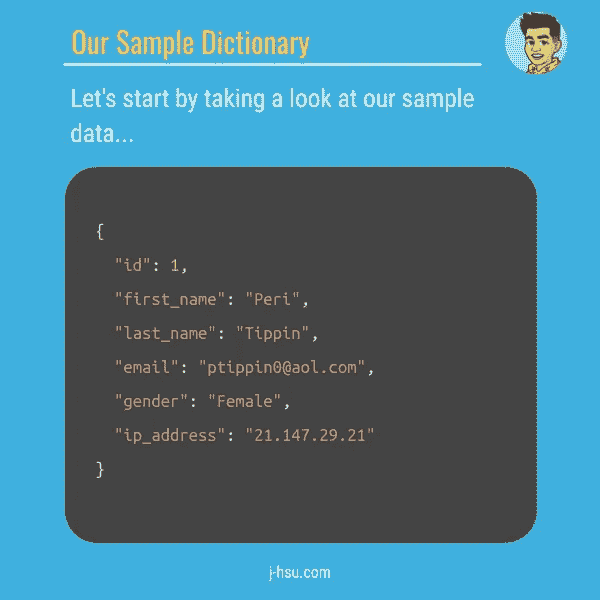 Our Sample Dictionary
Let's start by taking a look at our sample
data...
{
"id": 1,
"first_name": "Peri",
"last_name": "Tippin",
"email": "ptippin0@aol.com",
"gender": "Female",
"ip_address": "21.147.29.21"
}
j-hsu.com